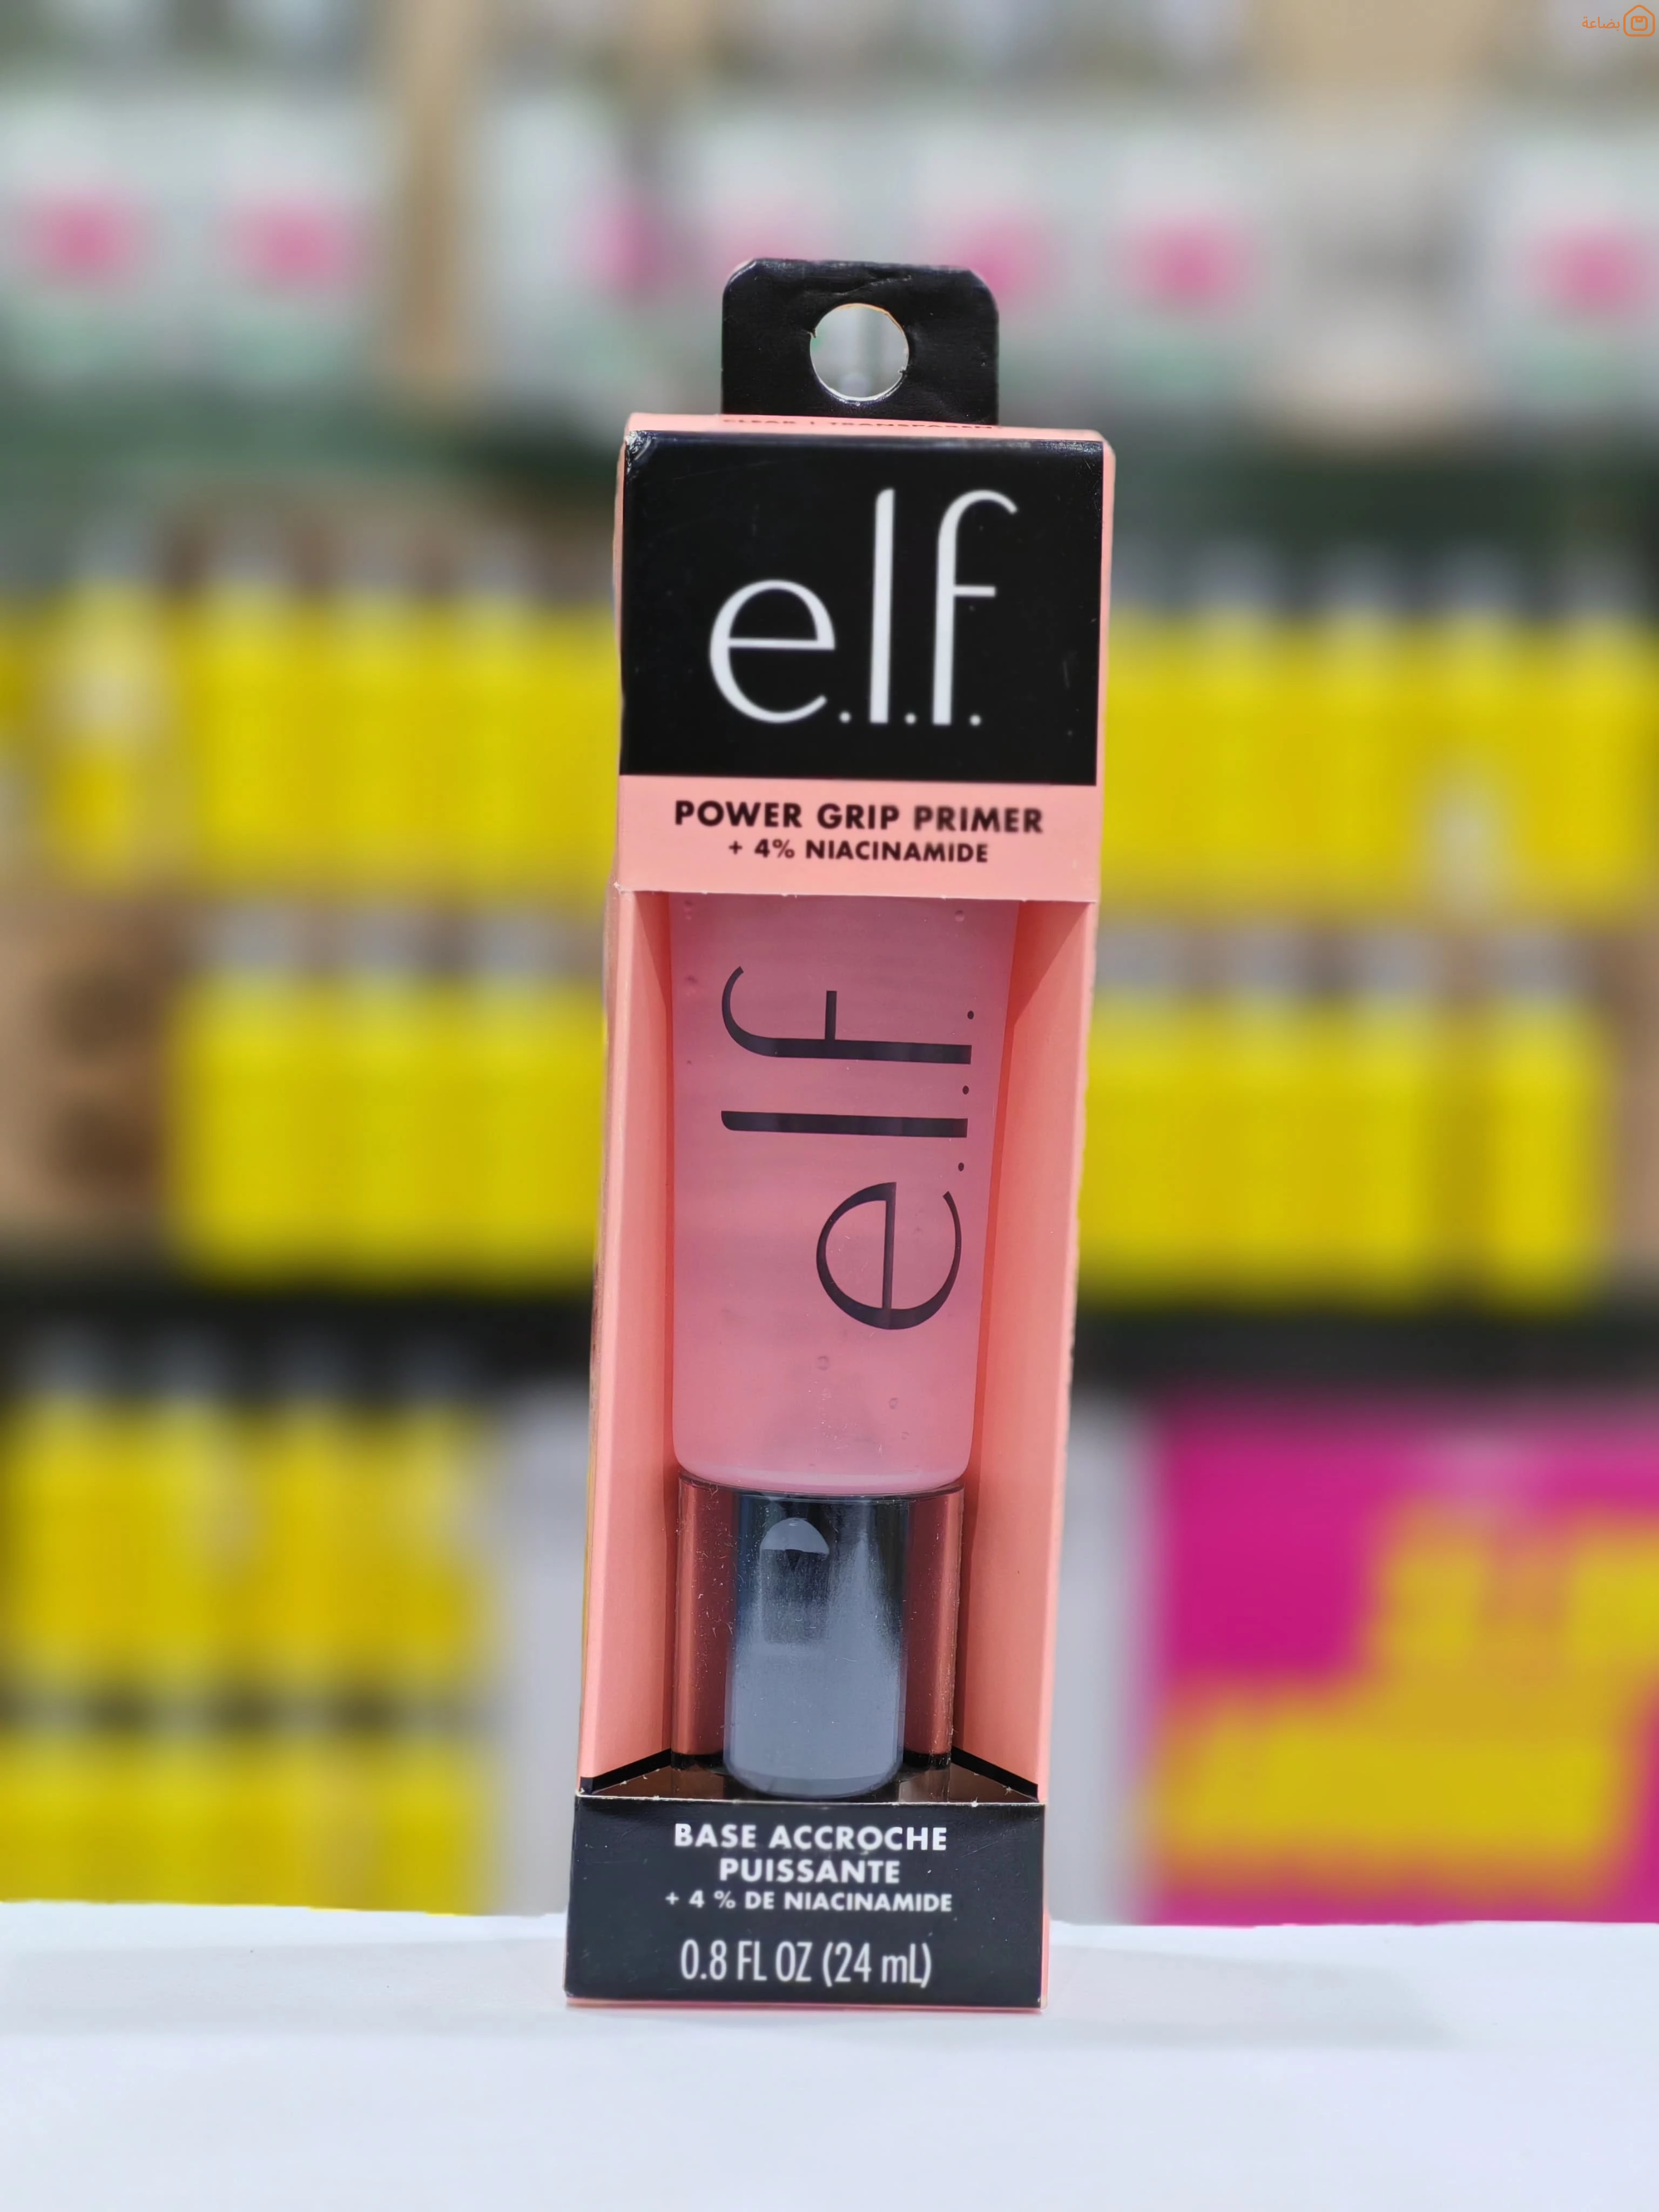 بضاعة
e.l.f.
POWER GRIP PRIMER
+ 4% NIACINAMIDE
e.l.f.
BASE ACCROCHE
PUISSANTE
+ 4 % DE NIACINAMIDE
0.8 FL OZ (24 mL)